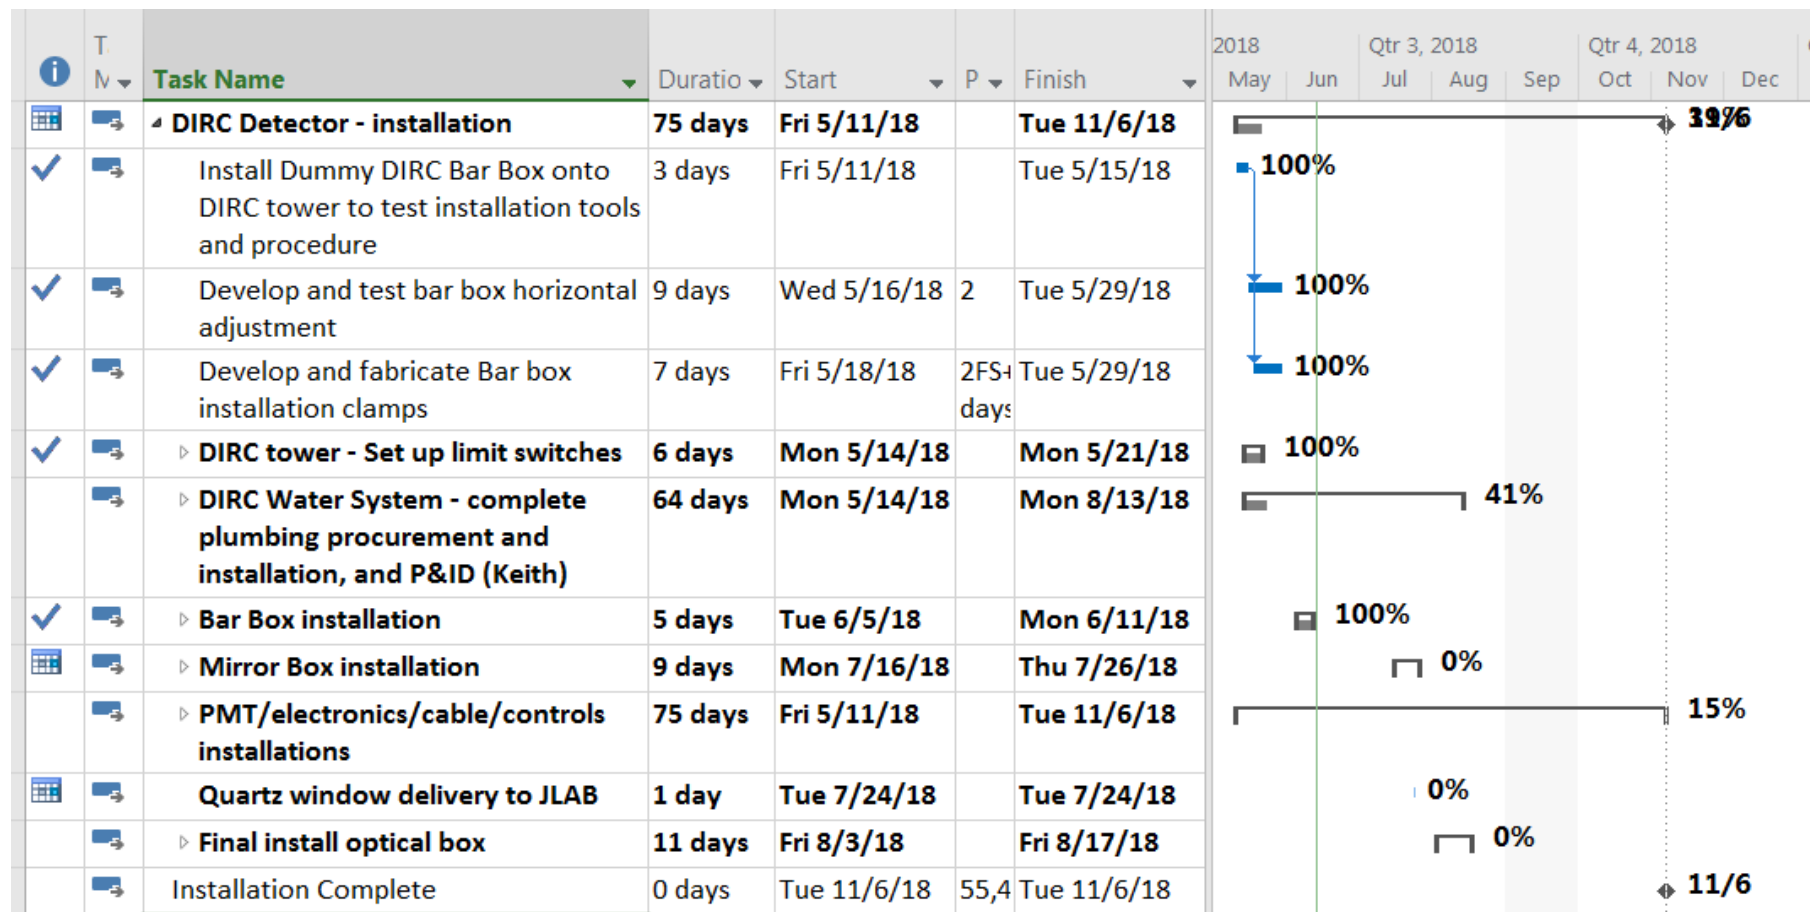 2018 Qtr 3, 2018 Qtr 4, 2018
T
M Task Name Duratio Start P Finish May Jun Jul Aug Sep Oct Nov Dec
DIRC Detector - installation 75 days Fri 5/11/18 Tue 11/6/18
Install Dummy DIRC Bar Box onto 3 days Fri 5/11/18 Tue 5/15/18 100%
DIRC tower to test installation tools
and procedure
Develop and test bar box horizontal 9 days Wed 5/16/18 2 Tue 5/29/18 100%
adjustment
Develop and fabricate Bar box 7 days Fri 5/18/18 2FS+ Tue 5/29/18 100%
installation clamps days
DIRC tower - Set up limit switches 6 days Mon 5/14/18 Mon 5/21/18 100%
DIRC Water System - complete 64 days Mon 5/14/18 Mon 8/13/18 41%
plumbing procurement and
installation, and P&ID (Keith)
Bar Box installation 5 days Tue 6/5/18 Mon 6/11/18 100%
Mirror Box installation 9 days Mon 7/16/18 Thu 7/26/18 0%
PMT/electronics/cable/controls 75 days Fri 5/11/18 Tue 11/6/18 15%
installations
Quartz window delivery to JLAB 1 day Tue 7/24/18 Tue 7/24/18 0%
Final install optical box 11 days Fri 8/3/18 Fri 8/17/18 0%
Installation Complete 0 days Tue 11/6/18 55,4 Tue 11/6/18 11/6